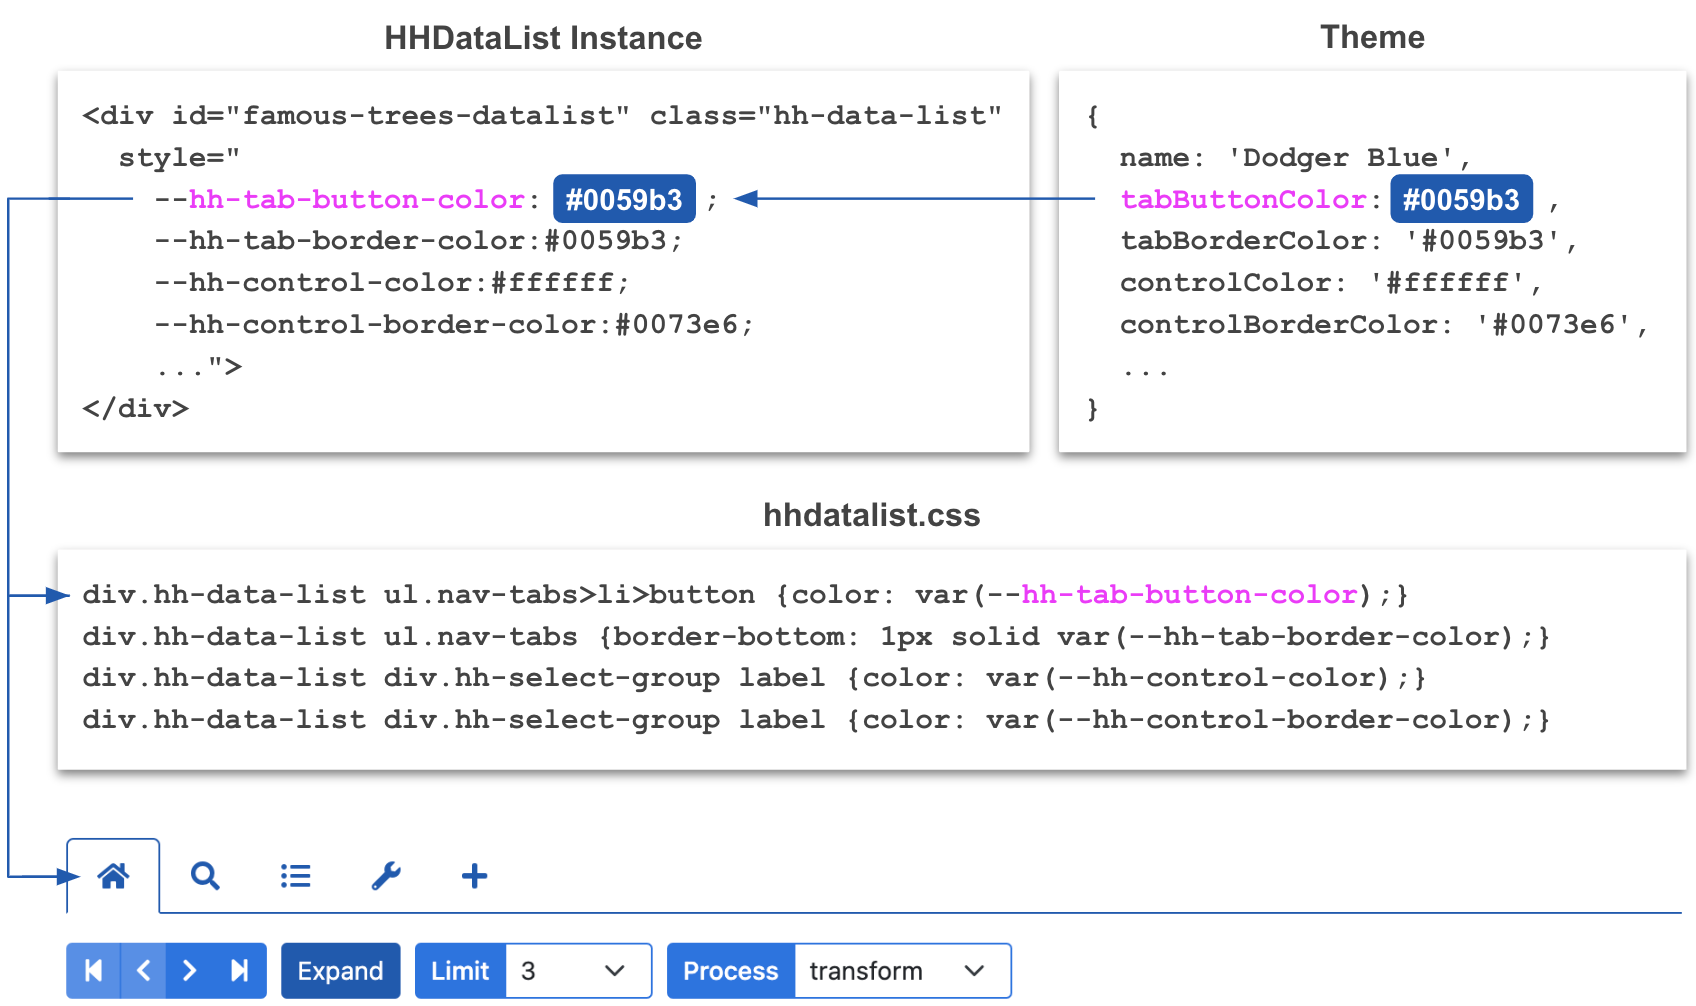 HHDataList Instance
<div id="famous-trees-datalist" class="hh-data-list"
style="
--hh-tab-button-color: #0059b3 ;
--hh-tab-border-color:#0059b3;
--hh-control-color:#ffffff;
--hh-control-border-color:#0073e6;
...">
</div>
Theme
{
name: 'Dodger Blue',
tabButtonColor: #0059b3 ,
tabBorderColor: '#0059b3',
controlColor: '#ffffff',
controlBorderColor: '#0073e6',
...
}
hhdatalist.css
div.hh-data-list ul.nav-tabs>li>button {color: var(--hh-tab-button-color);}
div.hh-data-list ul.nav-tabs {border-bottom: 1px solid var(--hh-tab-border-color);}
div.hh-data-list div.hh-select-group label {color: var(--hh-control-color);}
div.hh-data-list div.hh-select-group label {color: var(--hh-control-border-color);}
Expand Limit 3 Process transform